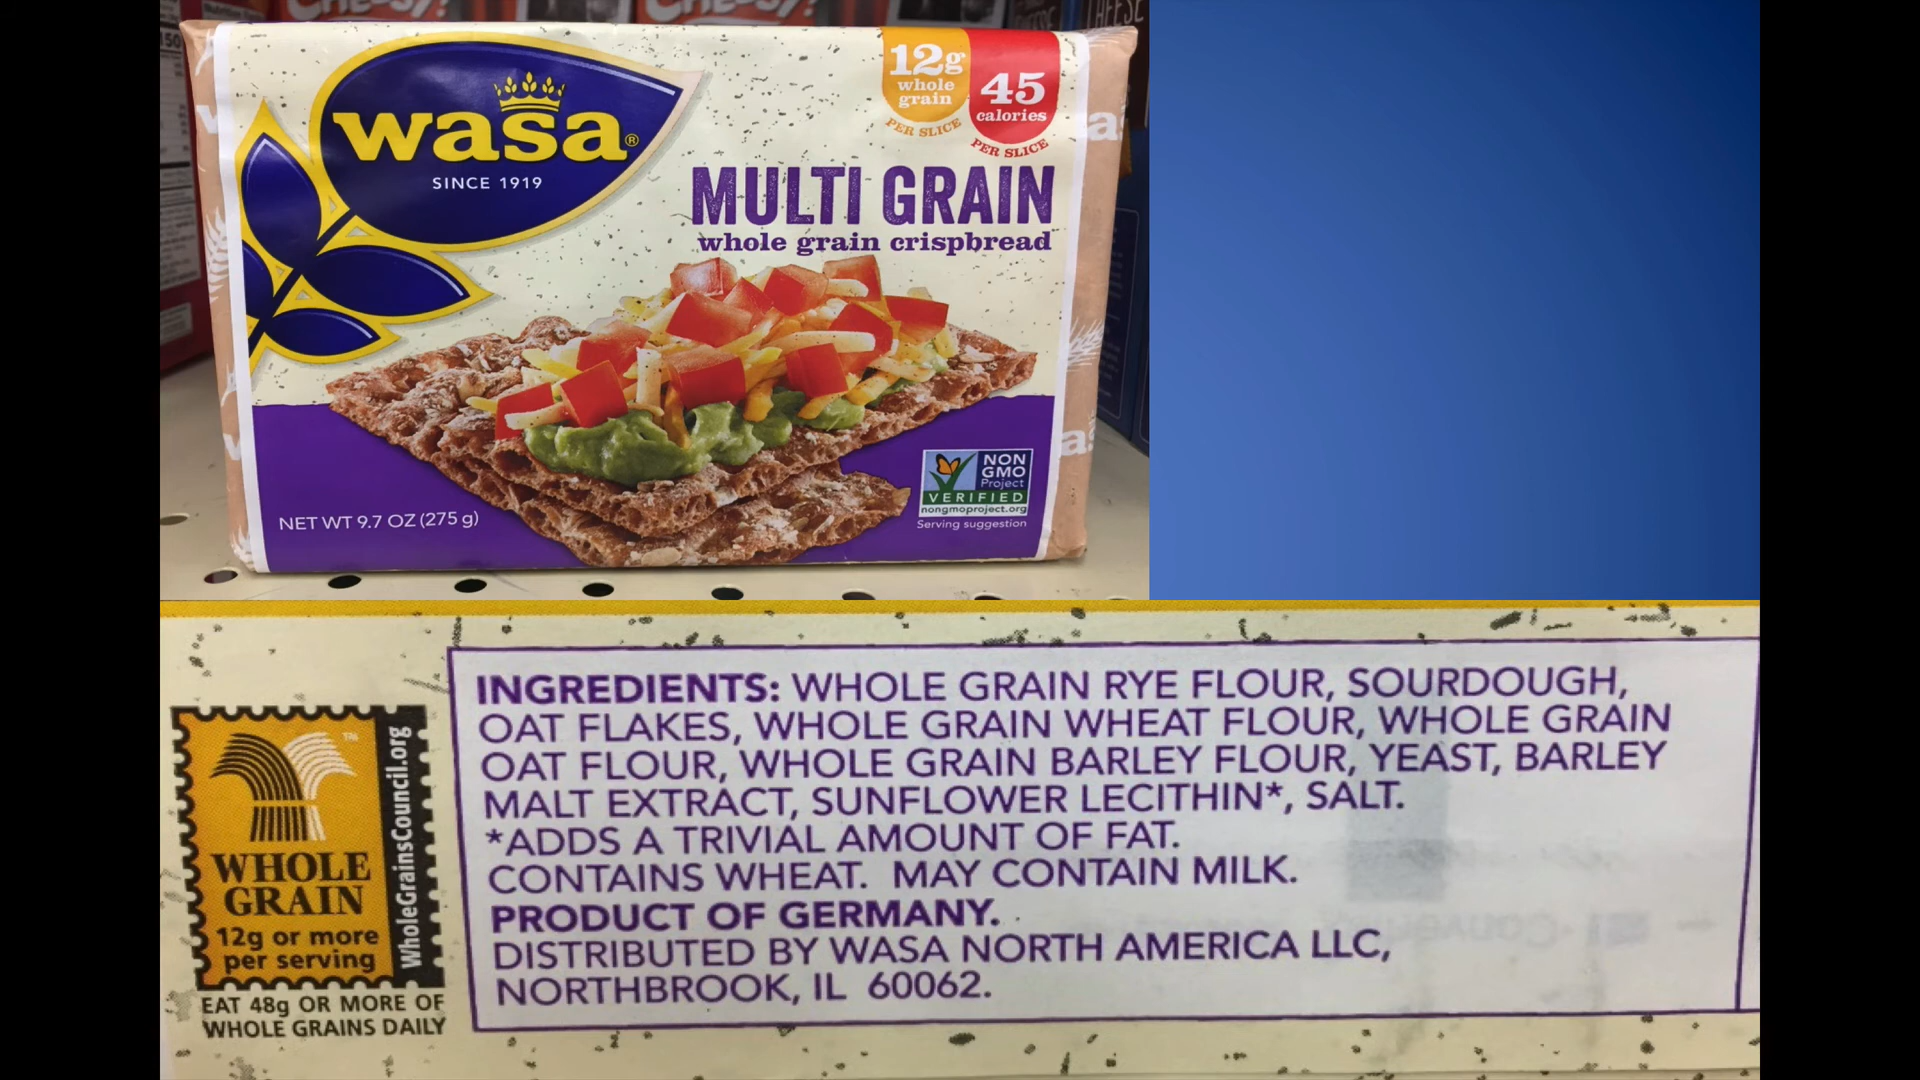 CHEESY!
CHEESY!
CHEESE
150
wasa®
SINCE 1919
12g
whole
grain
PER SLICE
45
calories
PER SLICE
MULTI GRAIN
whole grain crispbread
NON
GMO
Project
VERIFIED
nongmoproject.org
Serving suggestion
NET WT 9.7 OZ (275 g)
INGREDIENTS: WHOLE GRAIN RYE FLOUR, SOURDOUGH,
OAT FLAKES, WHOLE GRAIN WHEAT FLOUR, WHOLE GRAIN
OAT FLOUR, WHOLE GRAIN BARLEY FLOUR, YEAST, BARLEY
MALT EXTRACT, SUNFLOWER LECITHIN*, SALT.
*ADDS A TRIVIAL AMOUNT OF FAT.
CONTAINS WHEAT. MAY CONTAIN MILK.
PRODUCT OF GERMANY.
DISTRIBUTED BY WASA NORTH AMERICA LLC,
NORTHBROOK, IL 60062.
TM
WHOLE
GRAIN
12g or more
per serving
WholeGrainsCouncil.org
EAT 48g OR MORE OF
WHOLE GRAINS DAILY